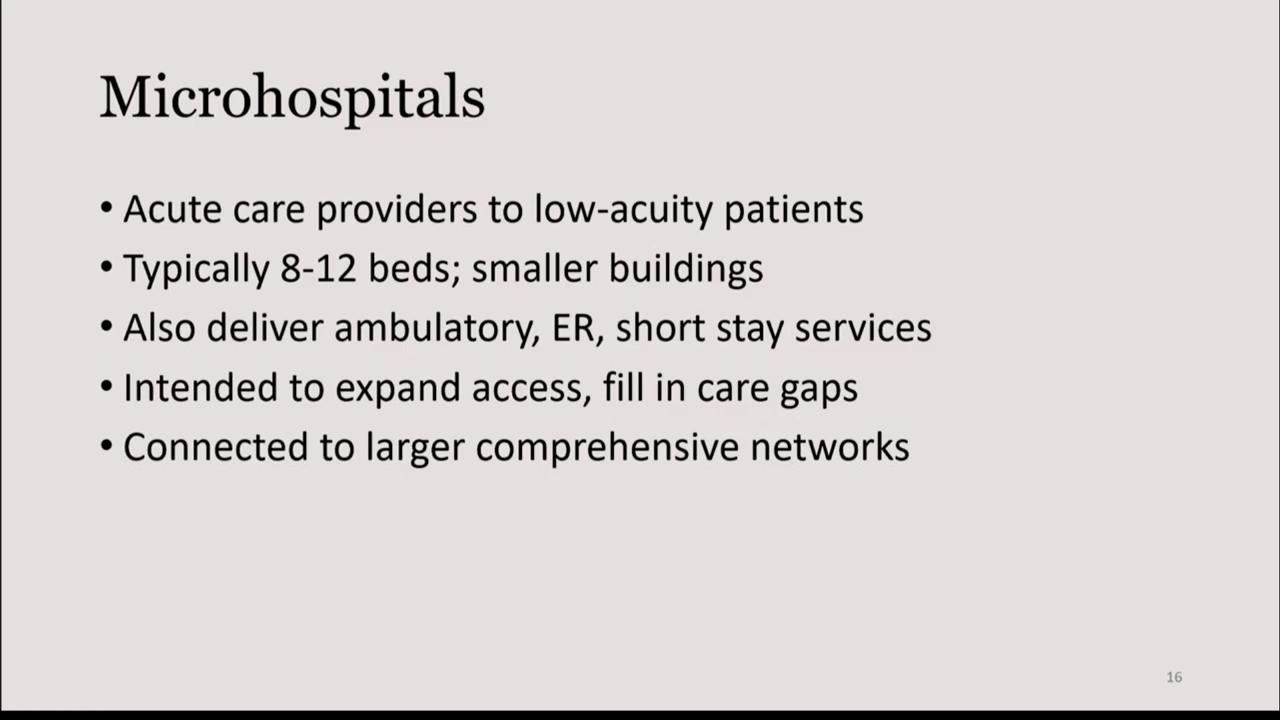 Microhospitals
• Acute care providers to low-acuity patients
• Typically 8-12 beds; smaller buildings
• Also deliver ambulatory, ER, short stay services
• Intended to expand access, fill in care gaps
• Connected to larger comprehensive networks
16